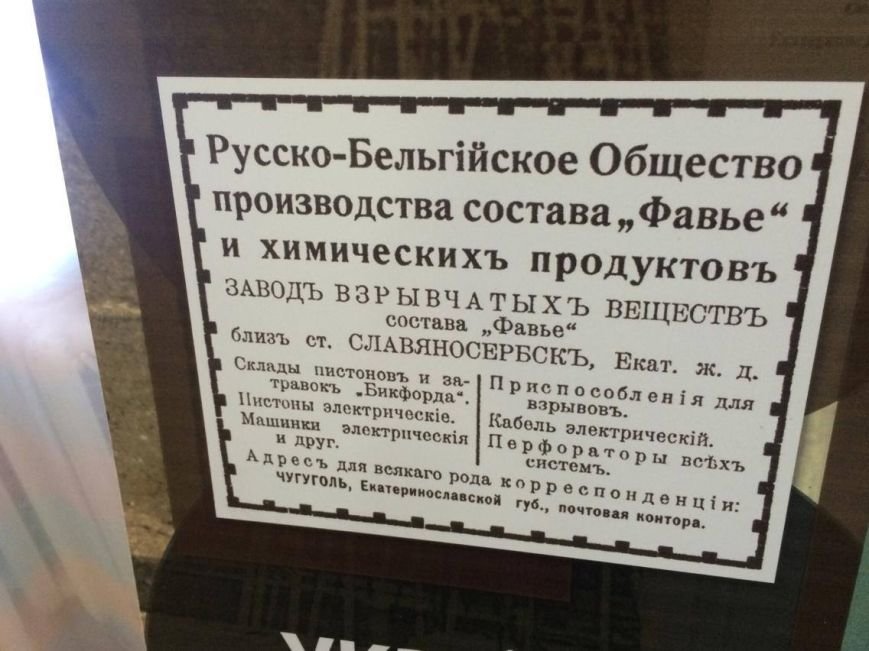 Русско-Бельгійское Общество
производства состава „Фавье“
и химическихъ продуктовъ
ЗАВОДЪ ВЗРЫВЧАТЫХЪ ВЕЩЕСТВЪ
состава „Фавье“
близъ ст. СЛАВЯНОСЕРБСКЪ, Екат. ж. д.
Склады пистоновъ и за-
травокъ „Бикфорда“.
Пистоны электрическіе.
Машинки электрическія
и друг.
Приспособленія для
взрывовъ.
Кабель электрическій.
Перфораторы всѣхъ
системъ.
Адресъ для всякаго рода корреспонденціи:
ЧУГУГОЛЬ, Екатеринославской губ., почтовая контора.